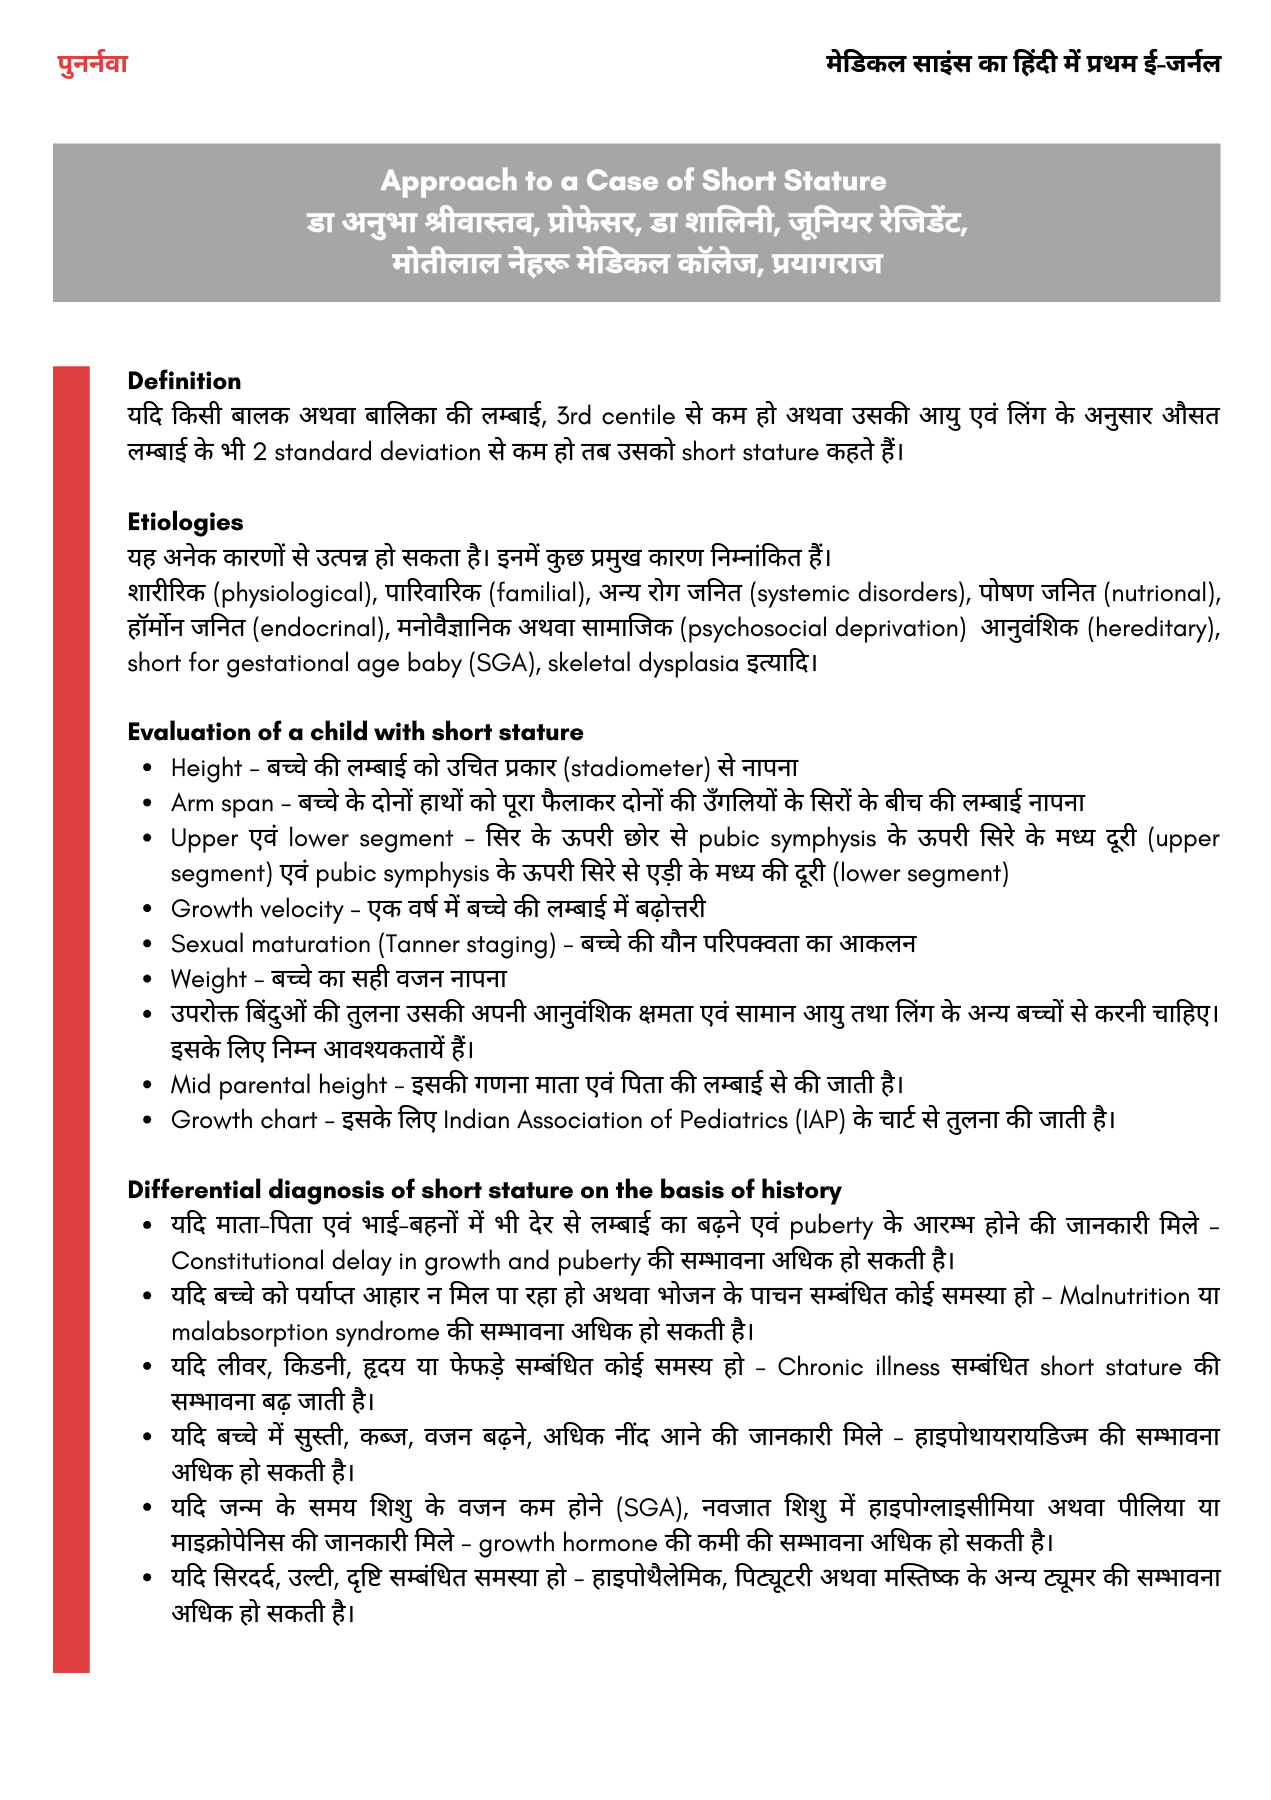 पुनर्नवा
मेडिकल साइंस का हिंदी में प्रथम ई-जर्नल
Approach to a Case of Short Stature
डा अनुभा श्रीवास्तव, प्रोफेसर, डा शालिनी, जूनियर रेजिडेंट,
मोतीलाल नेहरू मेडिकल कॉलेज, प्रयागराज
Definition
यदि किसी बालक अथवा बालिका की लम्बाई, 3rd centile से कम हो अथवा उसकी आयु एवं लिंग के अनुसार औसत
लम्बाई के भी 2 standard deviation से कम हो तब उसको short stature कहते हैं।
Etiologies
यह अनेक कारणों से उत्पन्न हो सकता है। इनमें कुछ प्रमुख कारण निम्नांकित हैं।
शारीरिक (physiological), पारिवारिक (familial), अन्य रोग जनित (systemic disorders), पोषण जनित (nutrional),
हॉर्मोन जनित (endocrinal), मनोवैज्ञानिक अथवा सामाजिक (psychosocial deprivation) आनुवंशिक (hereditary),
short for gestational age baby (SGA), skeletal dysplasia इत्यादि।
Evaluation of a child with short stature
• Height – बच्चे की लम्बाई को उचित प्रकार (stadiometer) से नापना
• Arm span – बच्चे के दोनों हाथों को पूरा फैलाकर दोनों की उँगलियों के सिरों के बीच की लम्बाई नापना
• Upper एवं lower segment – सिर के ऊपरी छोर से pubic symphysis के ऊपरी सिरे के मध्य दूरी (upper
segment) एवं pubic symphysis के ऊपरी सिरे से एड़ी के मध्य की दूरी (lower segment)
• Growth velocity – एक वर्ष में बच्चे की लम्बाई में बढ़ोत्तरी
• Sexual maturation (Tanner staging) – बच्चे की यौन परिपक्वता का आकलन
• Weight – बच्चे का सही वजन नापना
• उपरोक्त बिंदुओं की तुलना उसकी अपनी आनुवंशिक क्षमता एवं सामान आयु तथा लिंग के अन्य बच्चों से करनी चाहिए।
इसके लिए निम्न आवश्यकतायें हैं।
• Mid parental height – इसकी गणना माता एवं पिता की लम्बाई से की जाती है।
• Growth chart – इसके लिए Indian Association of Pediatrics (IAP) के चार्ट से तुलना की जाती है।
Differential diagnosis of short stature on the basis of history
• यदि माता-पिता एवं भाई-बहनों में भी देर से लम्बाई का बढ़ने एवं puberty के आरम्भ होने की जानकारी मिले –
Constitutional delay in growth and puberty की सम्भावना अधिक हो सकती है।
• यदि बच्चे को पर्याप्त आहार न मिल पा रहा हो अथवा भोजन के पाचन सम्बंधित कोई समस्या हो – Malnutrition या
malabsorption syndrome की सम्भावना अधिक हो सकती है।
• यदि लीवर, किडनी, हृदय या फेफड़े सम्बंधित कोई समस्य हो – Chronic illness सम्बंधित short stature की
सम्भावना बढ़ जाती है।
• यदि बच्चे में सुस्ती, कब्ज, वजन बढ़ने, अधिक नींद आने की जानकारी मिले – हाइपोथायरायडिज्म की सम्भावना
अधिक हो सकती है।
• यदि जन्म के समय शिशु के वजन कम होने (SGA), नवजात शिशु में हाइपोग्लाइसीमिया अथवा पीलिया या
माइक्रोपेनिस की जानकारी मिले – growth hormone की कमी की सम्भावना अधिक हो सकती है।
• यदि सिरदर्द, उल्टी, दृष्टि सम्बंधित समस्या हो – हाइपोथैलेमिक, पिट्यूटरी अथवा मस्तिष्क के अन्य ट्यूमर की सम्भावना
अधिक हो सकती है।